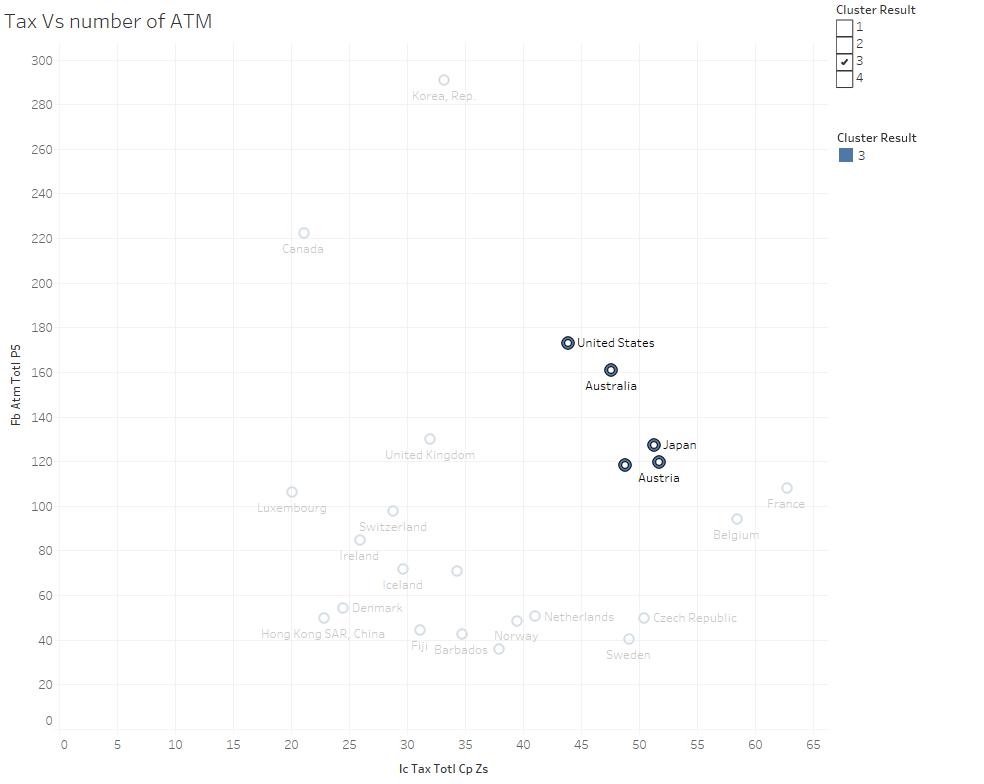 Tax Vs number of ATM
Cluster Result
1
2
3
4
Cluster Result
3
Fb Atm Totl P5
300
280
260
240
220
200
180
160
140
120
100
80
60
40
20
0
Korea, Rep.
Canada
United States
Australia
United Kingdom
Japan
Austria
Luxembourg
France
Switzerland
Belgium
Ireland
Iceland
Denmark
Netherlands
Czech Republic
Hong Kong SAR, China
Norway
Fiji
Barbados
Sweden
0 5 10 15 20 25 30 35 40 45 50 55 60 65
Ic Tax Totl Cp Zs